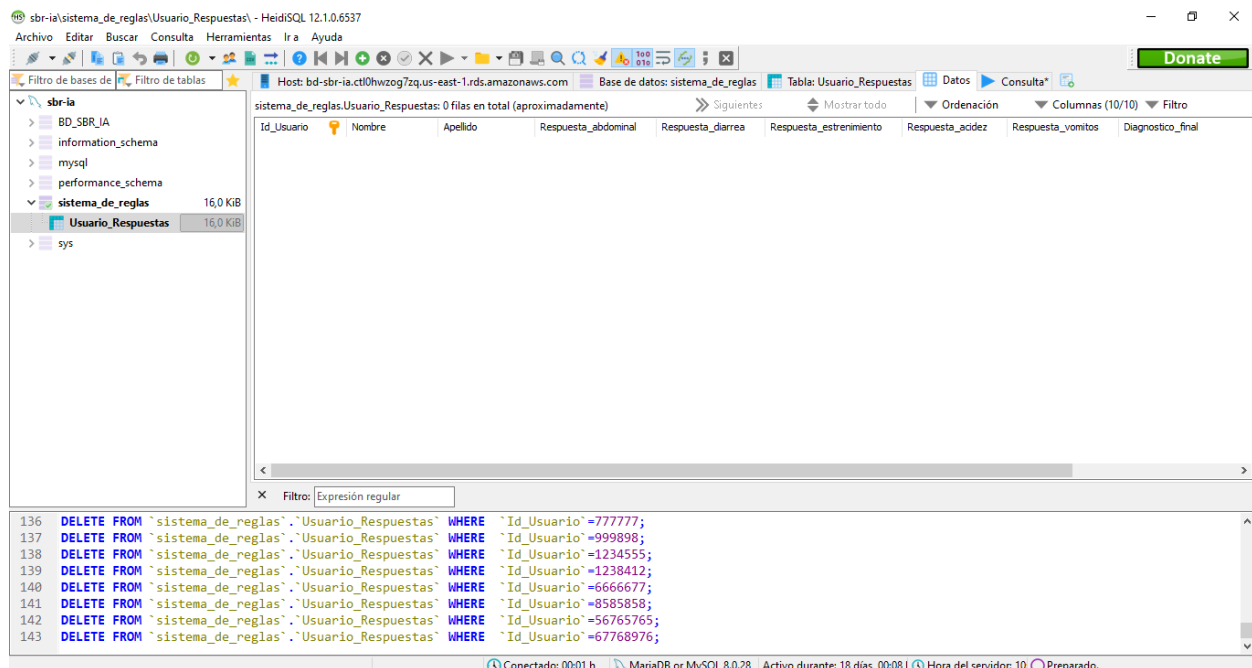 sbr-ia\sistema_de_reglas\Usuario_Respuestas\ - HeidiSQL 12.1.0.6537
Archivo Editar Buscar Consulta Herramientas Ir a Ayuda
Donate
Filtro de bases de Filtro de tablas
Host: bd-sbr-ia.ctl0hwzog7zq.us-east-1.rds.amazonaws.com Base de datos: sistema_de_reglas Tabla: Usuario_Respuestas Datos Consulta*
sbr-ia
BD_SBR_IA
information_schema
mysql
performance_schema
sistema_de_reglas 16,0 KiB
Usuario_Respuestas 16,0 KiB
sys
sistema_de_reglas.Usuario_Respuestas: 0 filas en total (aproximadamente) Siguientes Mostrar todo Ordenación Columnas (10/10) Filtro
Id_Usuario Nombre Apellido Respuesta_abdominal Respuesta_diarrea Respuesta_estrenimiento Respuesta_acidez Respuesta_vomitos Diagnostico_final
Filtro: Expresión regular
136 DELETE FROM `sistema_de_reglas`.`Usuario_Respuestas` WHERE `Id_Usuario`=777777;
137 DELETE FROM `sistema_de_reglas`.`Usuario_Respuestas` WHERE `Id_Usuario`=999898;
138 DELETE FROM `sistema_de_reglas`.`Usuario_Respuestas` WHERE `Id_Usuario`=1234555;
139 DELETE FROM `sistema_de_reglas`.`Usuario_Respuestas` WHERE `Id_Usuario`=1238412;
140 DELETE FROM `sistema_de_reglas`.`Usuario_Respuestas` WHERE `Id_Usuario`=6666677;
141 DELETE FROM `sistema_de_reglas`.`Usuario_Respuestas` WHERE `Id_Usuario`=8585858;
142 DELETE FROM `sistema_de_reglas`.`Usuario_Respuestas` WHERE `Id_Usuario`=56765765;
143 DELETE FROM `sistema_de_reglas`.`Usuario_Respuestas` WHERE `Id_Usuario`=67768976;
Conectado: 00:01 h MariaDB or MySQL 8.0.28 Activo durante: 18 días, 00:08 Hora del servidor: 10 Preparado.